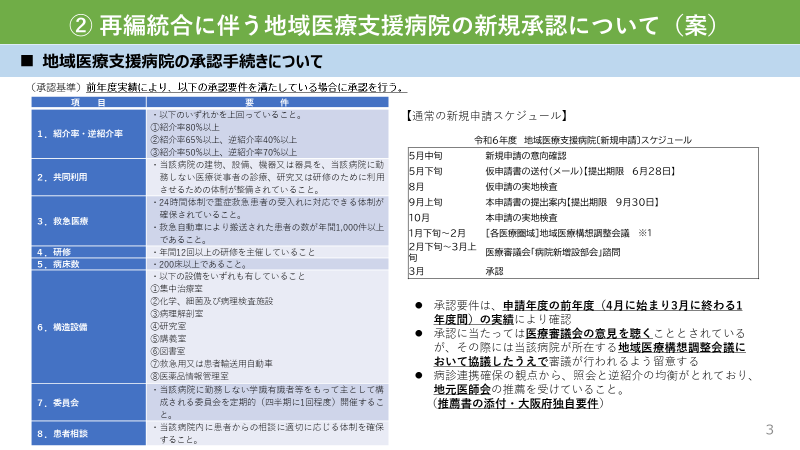 ② 再編統合に伴う地域医療支援病院の新規承認について（案）
■ 地域医療支援病院の承認手続きについて
（承認基準）前年度実績により、以下の承認要件を満たしている場合に承認を行う。
項　目　要　件
1．紹介率・逆紹介率
・以下のいずれかを上回っていること。
①紹介率80%以上
②紹介率65%以上、逆紹介率40%以上
③紹介率50%以上、逆紹介率70%以上
2．共同利用
・当該病院の建物、設備、機器又は器具を、当該病院に勤
務しない医療従事者の診療、研究又は研修のために利用
させるための体制が整備されていること。
3．救急医療
・24時間体制で重症救急患者の受入れに対応できる体制が
確保されていること。
・救急自動車により搬送された患者の数が年間1,000件以上
であること。
4．研修
・年間12回以上の研修を主催していること
5．病床数
・200床以上であること。
6．構造設備
・以下の設備をいずれも有していること
①集中治療室
②化学、細菌及び病理検査施設
③病理解剖室
④研究室
⑤講義室
⑥図書室
⑦救急用又は患者輸送用自動車
⑧医薬品情報管理室
7．委員会
・当該病院に勤務しない学識有識者等をもって主として構
成される委員会を定期的（四半期に1回程度）開催するこ
と。
8．患者相談
・当該病院内に患者からの相談に適切に応じる体制を確保
すること。
【通常の新規申請スケジュール】
令和6年度　地域医療支援病院〔新規申請〕スケジュール
5月中旬　新規申請の意向確認
5月下旬　仮申請書の送付（メール）【提出期限　6月28日】
8月　仮申請の実地検査
9月上旬　本申請書の提出案内【提出期限　9月30日】
10月　本申請の実地検査
1月下旬～2月　［各医療圏域］地域医療構想調整会議　※1
2月下旬～3月上
旬
医療審議会「病院新増設部会」諮問
3月　承認
● 承認要件は、申請年度の前年度（4月に始まり3月に終わる1
年度間）の実績により確認
● 承認に当たっては医療審議会の意見を聴くこととされている
が、その際には当該病院が所在する地域医療構想調整会議に
おいて協議したうえで審議が行われるよう留意する
● 病診連携確保の観点から、照会と逆紹介の均衡がとれており、
地元医師会の推薦を受けていること。
（推薦書の添付・大阪府独自要件）
3